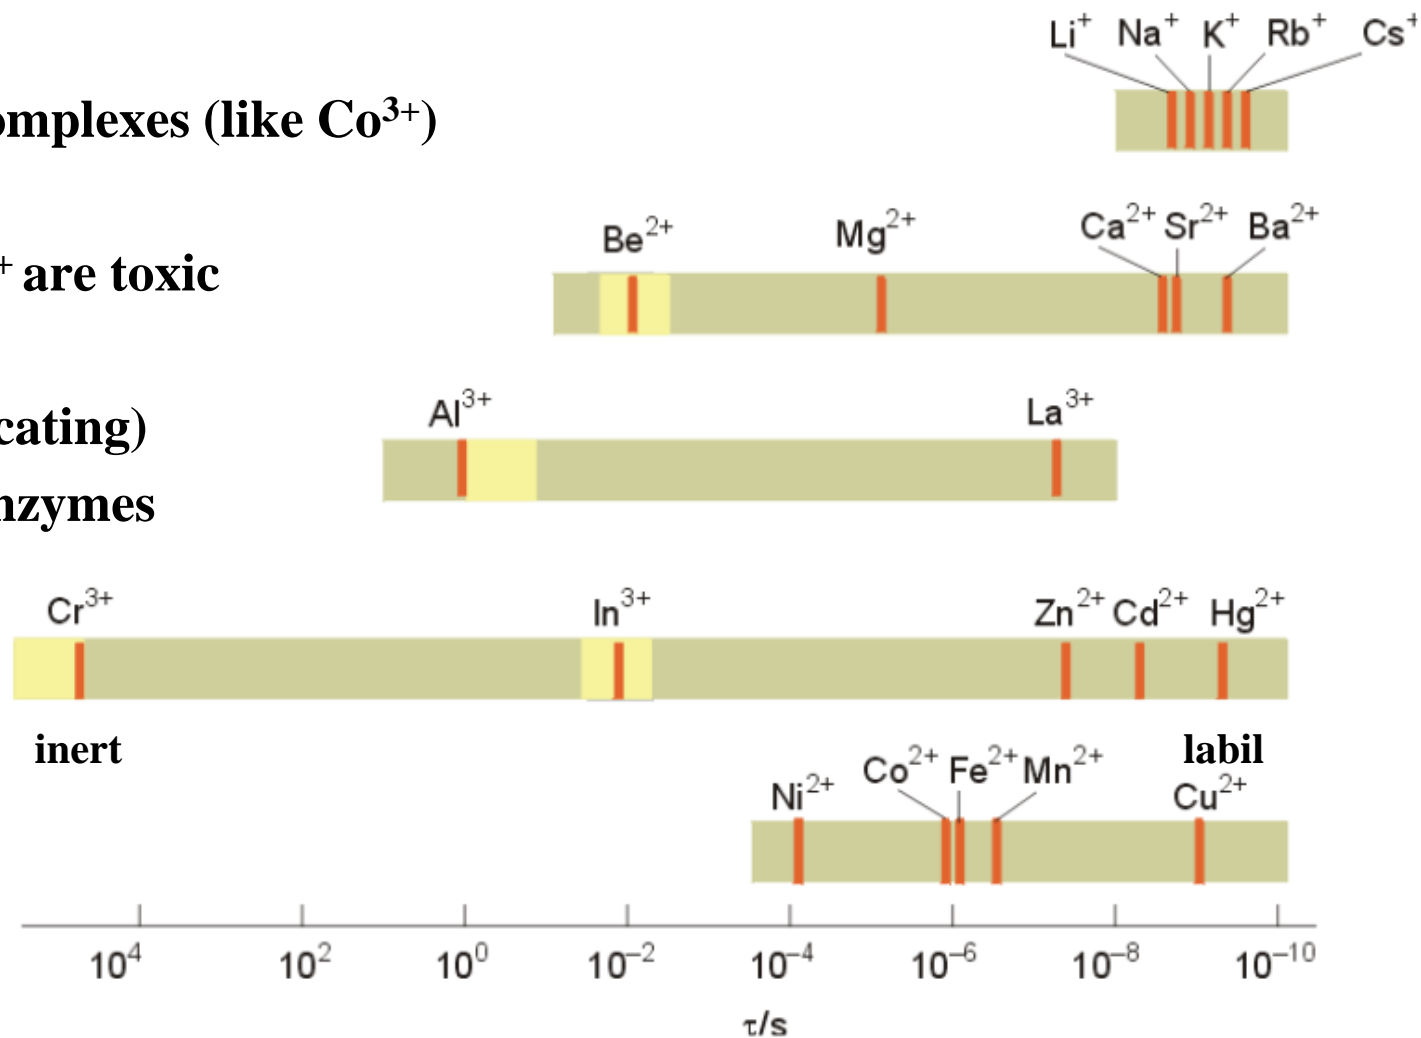 Li⁺ Na⁺ K⁺ Rb⁺ Cs⁺
omplexes (like Co³⁺)
Be²⁺ Mg²⁺ Ca²⁺ Sr²⁺ Ba²⁺
⁺ are toxic
Al³⁺ La³⁺
cating)
nzymes
Cr³⁺ In³⁺ Zn²⁺ Cd²⁺ Hg²⁺
inert labil
Ni²⁺ Co²⁺ Fe²⁺ Mn²⁺ Cu²⁺
10⁴ 10² 10⁰ 10⁻² 10⁻⁴ 10⁻⁶ 10⁻⁸ 10⁻¹⁰
τ/s